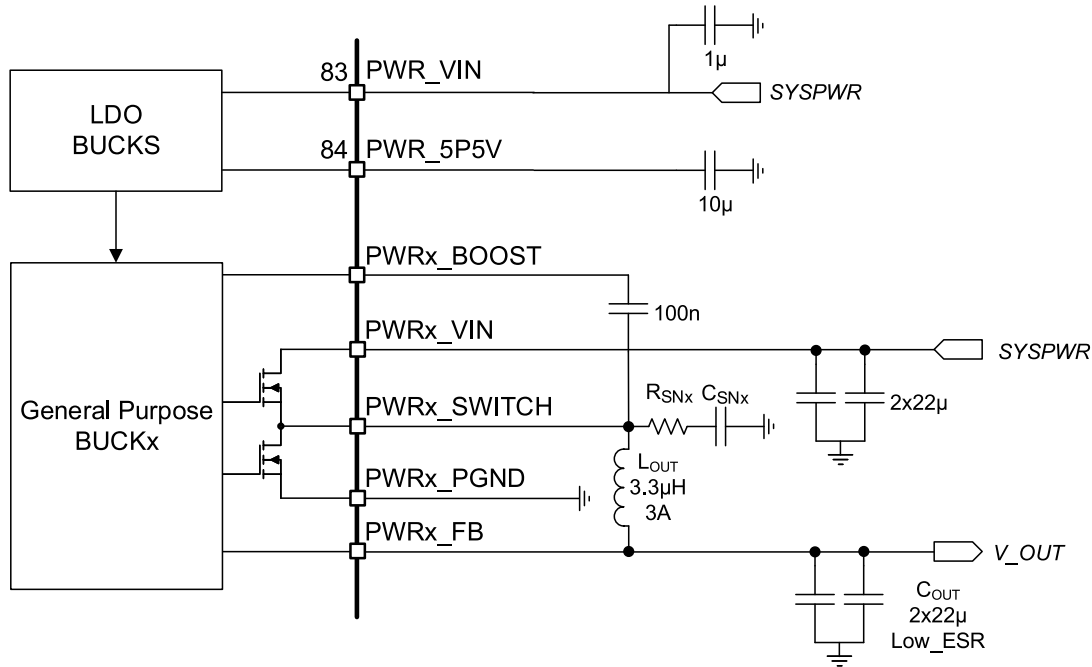 1µ
83 PWR_VIN
SYSPWR
LDO
BUCKS
84 PWR_5P5V
10µ
PWRx_BOOST
100n
PWRx_VIN
SYSPWR
2x22µ
General Purpose
BUCKx
PWRx_SWITCH
RSNx CSNx
LOUT
3.3µH
3A
PWRx_PGND
PWRx_FB
V_OUT
COUT
2x22µ
Low_ESR